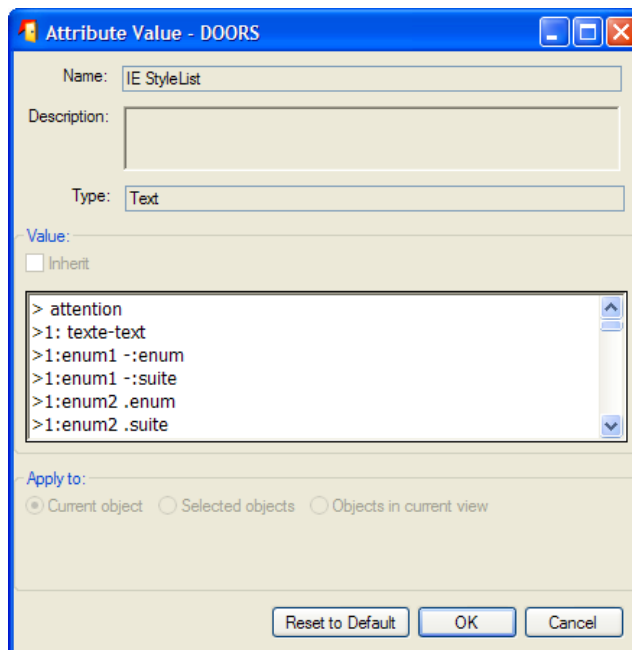 Attribute Value - DOORS
Name: IE StyleList
Description:
Type: Text
Value:
Inherit
> attention
>1: texte-text
>1:enum1 -:enum
>1:enum1 -:suite
>1:enum2 .enum
>1:enum2 .suite
Apply to:
Current object Selected objects Objects in current view
Reset to Default OK Cancel